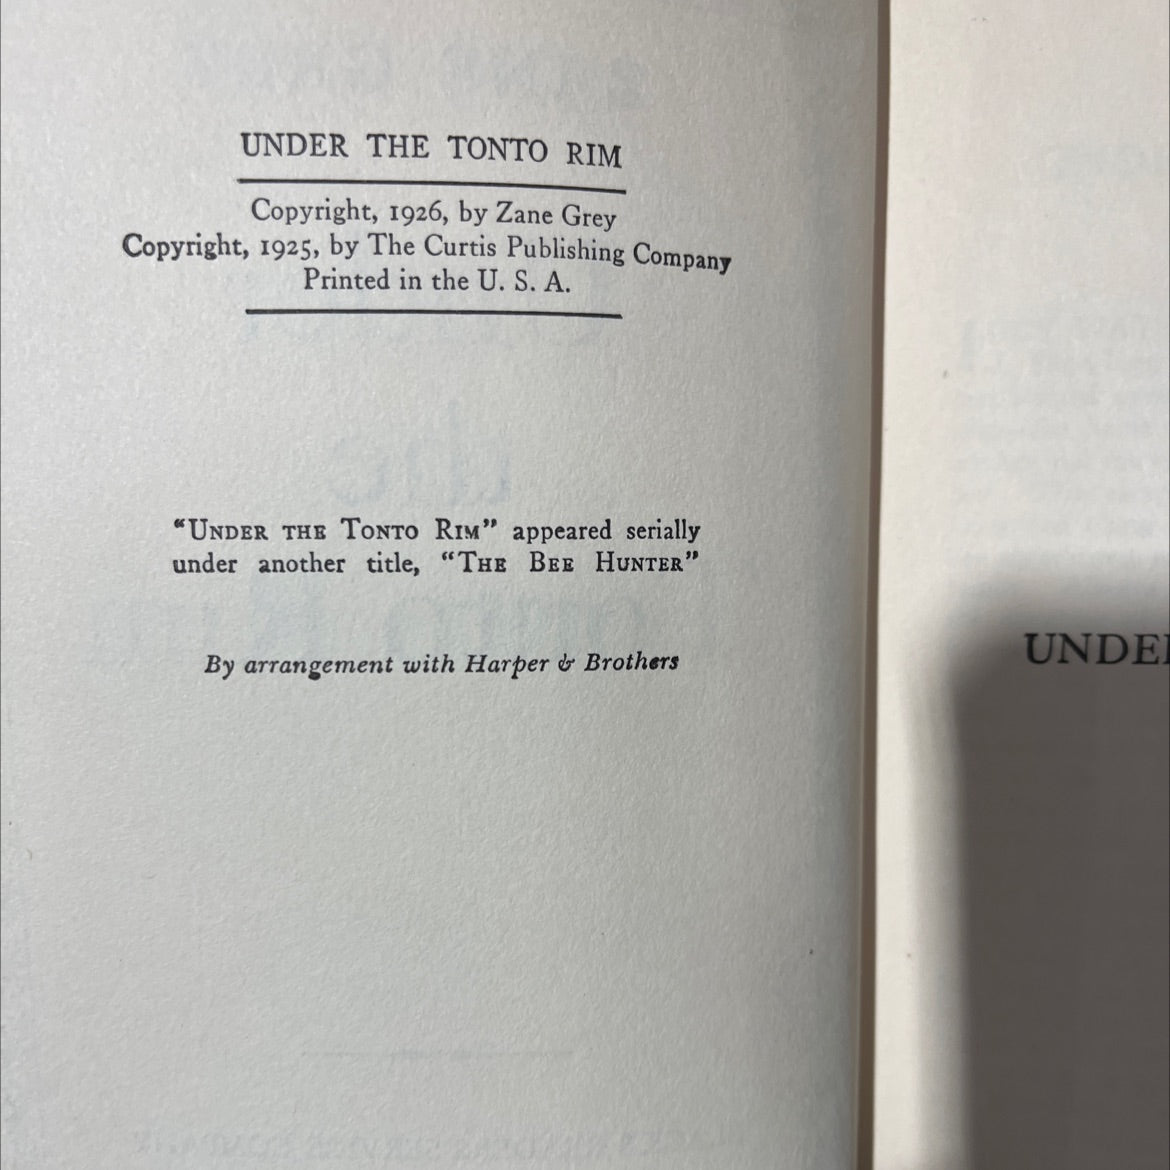 UNDER THE TONTO RIM
Copyright, 1926, by Zane Grey
Copyright, 1925, by The Curtis Publishing Company
Printed in the U. S. A.
“UNDER THE TONTO RIM” appeared serially
under another title, “THE BEE HUNTER”
By arrangement with Harper & Brothers
UNDE